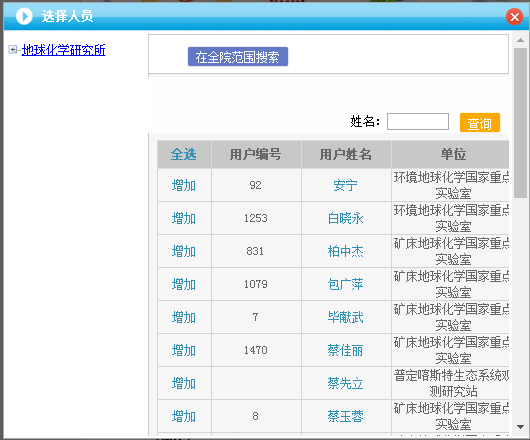 选择人员
地球化学研究所
在全院范围搜索
姓名：
查询
全选 用户编号 用户姓名 单位
增加 92 安宁 环境地球化学国家重点
实验室
增加 1253 白晓永 环境地球化学国家重点
实验室
增加 831 柏中杰 矿床地球化学国家重点
实验室
增加 1079 包广萍 矿床地球化学国家重点
实验室
增加 7 毕献武 矿床地球化学国家重点
实验室
增加 1470 蔡佳丽 矿床地球化学国家重点
实验室
增加 蔡先立 普定喀斯特生态系统观
测研究站
增加 8 蔡玉蓉 矿床地球化学国家重点
实验室